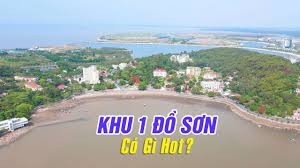 KHU 1 ĐỒ SƠN
Có Gì Hot?